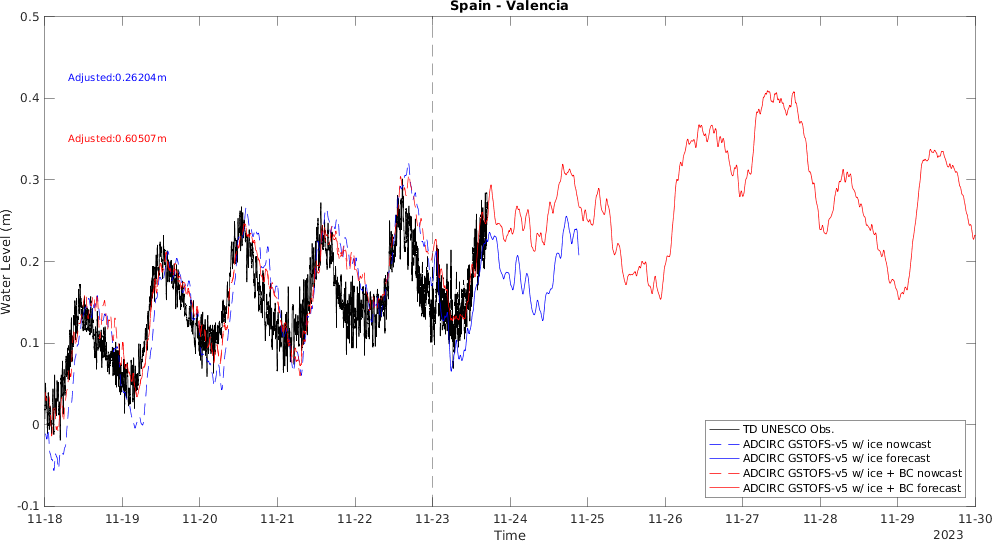 Spain - Valencia
Adjusted:0.26204m
Adjusted:0.60507m
Water Level (m)
0.5
0.4
0.3
0.2
0.1
0
-0.1
11-18 11-19 11-20 11-21 11-22 11-23 11-24 11-25 11-26 11-27 11-28 11-29 11-30
Time
2023
TD UNESCO Obs.
ADCIRC GSTOFS-v5 w/ ice nowcast
ADCIRC GSTOFS-v5 w/ ice forecast
ADCIRC GSTOFS-v5 w/ ice + BC nowcast
ADCIRC GSTOFS-v5 w/ ice + BC forecast